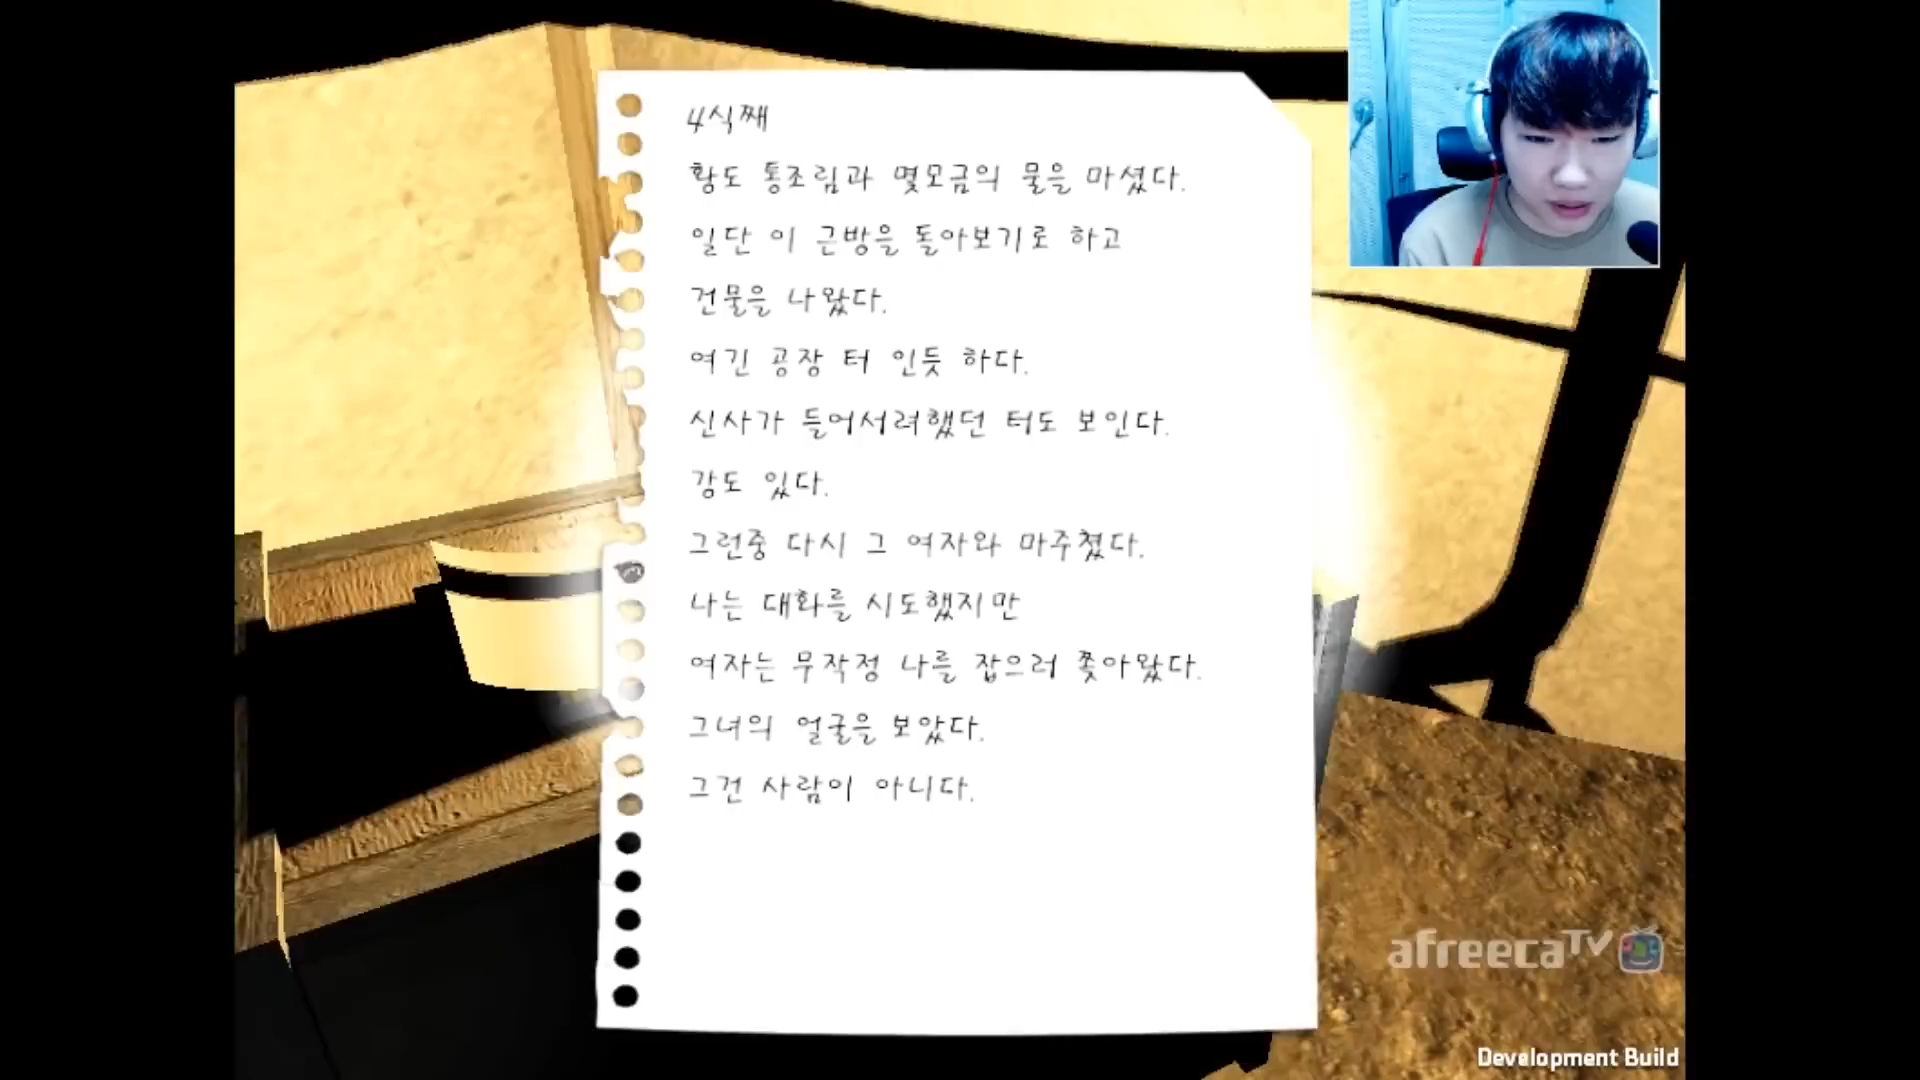 4식째
황도 통조림과 몇모금의 물을 마셨다.
일단 이 근방을 돌아보기로 하고
건물을 나왔다.
여긴 공장 터 인듯 하다.
신사가 들어서려했던 터도 보인다.
강도 있다.
그런중 다시 그 여자와 마주쳤다.
나는 대화를 시도했지만
여자는 무작정 나를 잡으러 쫓아왔다.
그녀의 얼굴을 보았다.
그건 사람이 아니다.
afreecaTV
Development Build